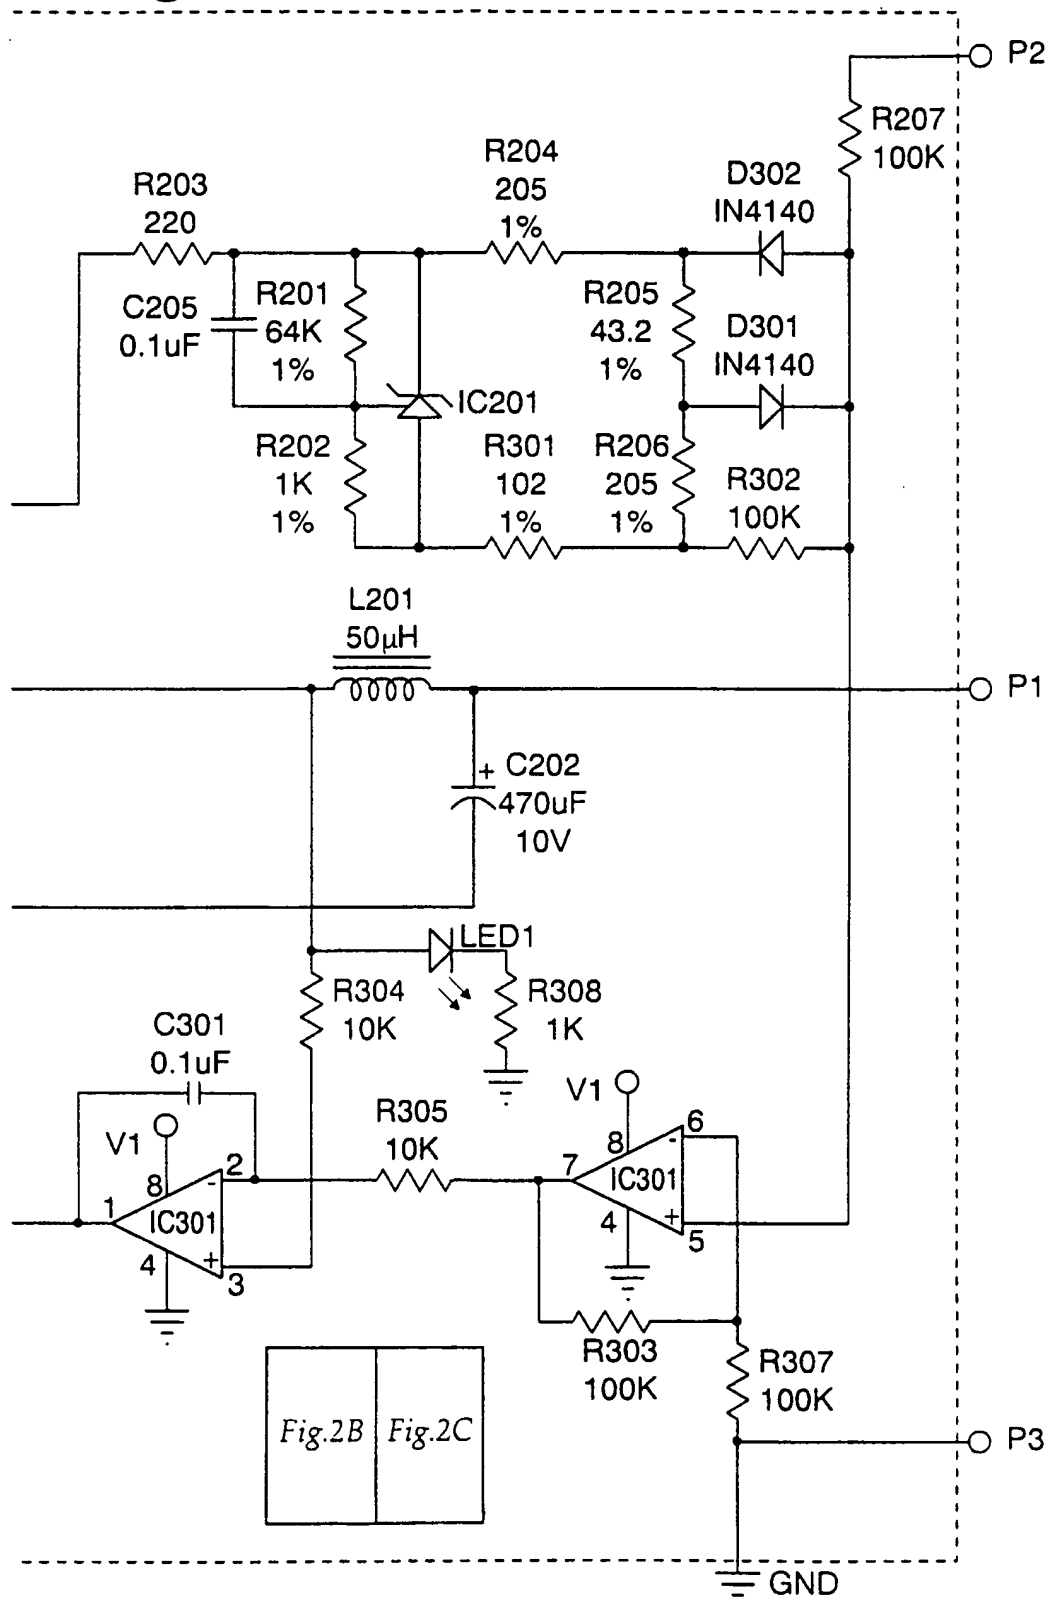 P2
R207
100K
R204
205
1%
D302
IN4140
R203
220
C205
0.1uF
R201
64K
1%
R205
43.2
1%
D301
IN4140
IC201
R202
1K
1%
R301
102
1%
R206
205
1%
R302
100K
L201
50μH
P1
+
C202
470uF
10V
LED1
R304
10K
R308
1K
C301
0.1uF
V1
R305
10K
V1
8
6
-
7
IC301
4
+
5
8
2
-
1
IC301
4
+
3
R303
100K
R307
100K
Fig.2B
Fig.2C
P3
GND